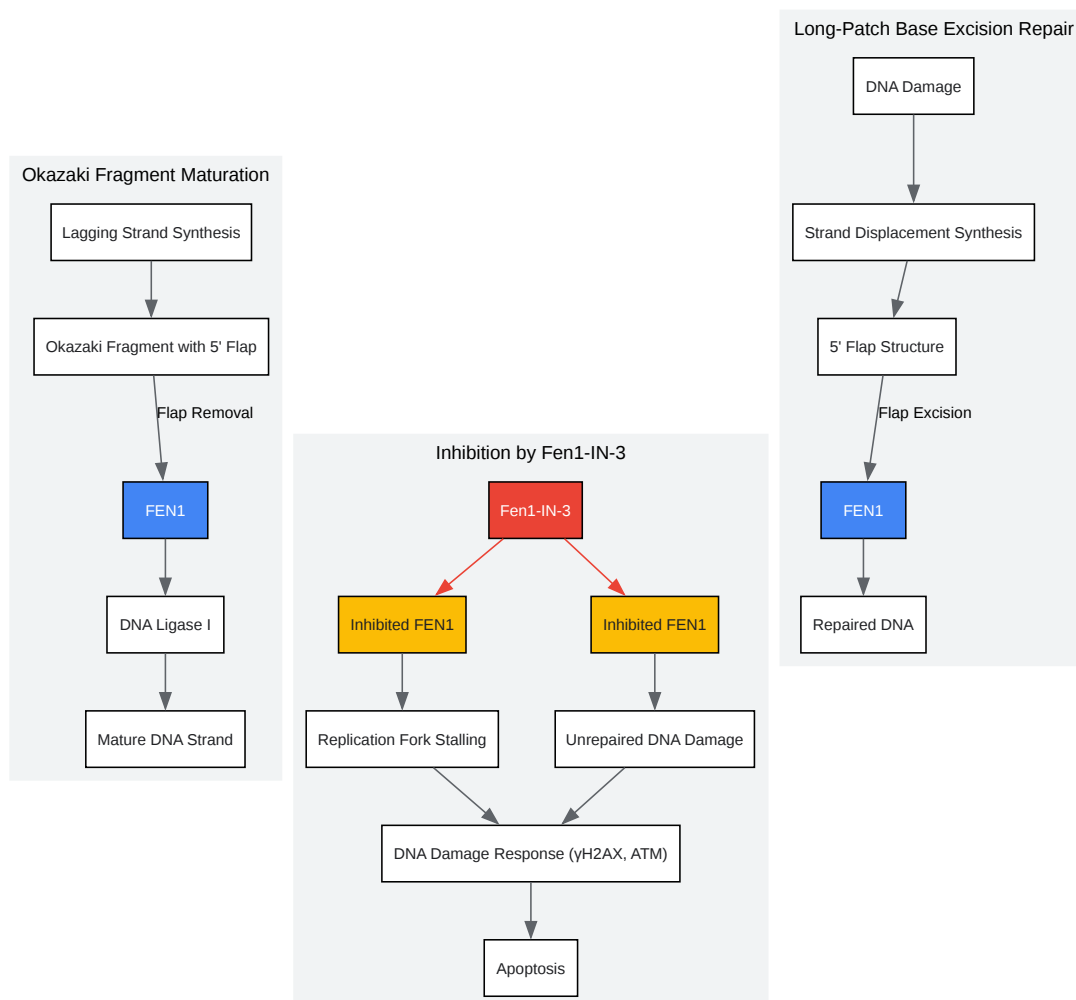 Okazaki Fragment Maturation
Lagging Strand Synthesis
Okazaki Fragment with 5' Flap
Flap Removal
FEN1
DNA Ligase I
Mature DNA Strand
Inhibition by Fen1-IN-3
Fen1-IN-3
Inhibited FEN1
Inhibited FEN1
Replication Fork Stalling
Unrepaired DNA Damage
DNA Damage Response (γH2AX, ATM)
Apoptosis
Long-Patch Base Excision Repair
DNA Damage
Strand Displacement Synthesis
5' Flap Structure
Flap Excision
FEN1
Repaired DNA